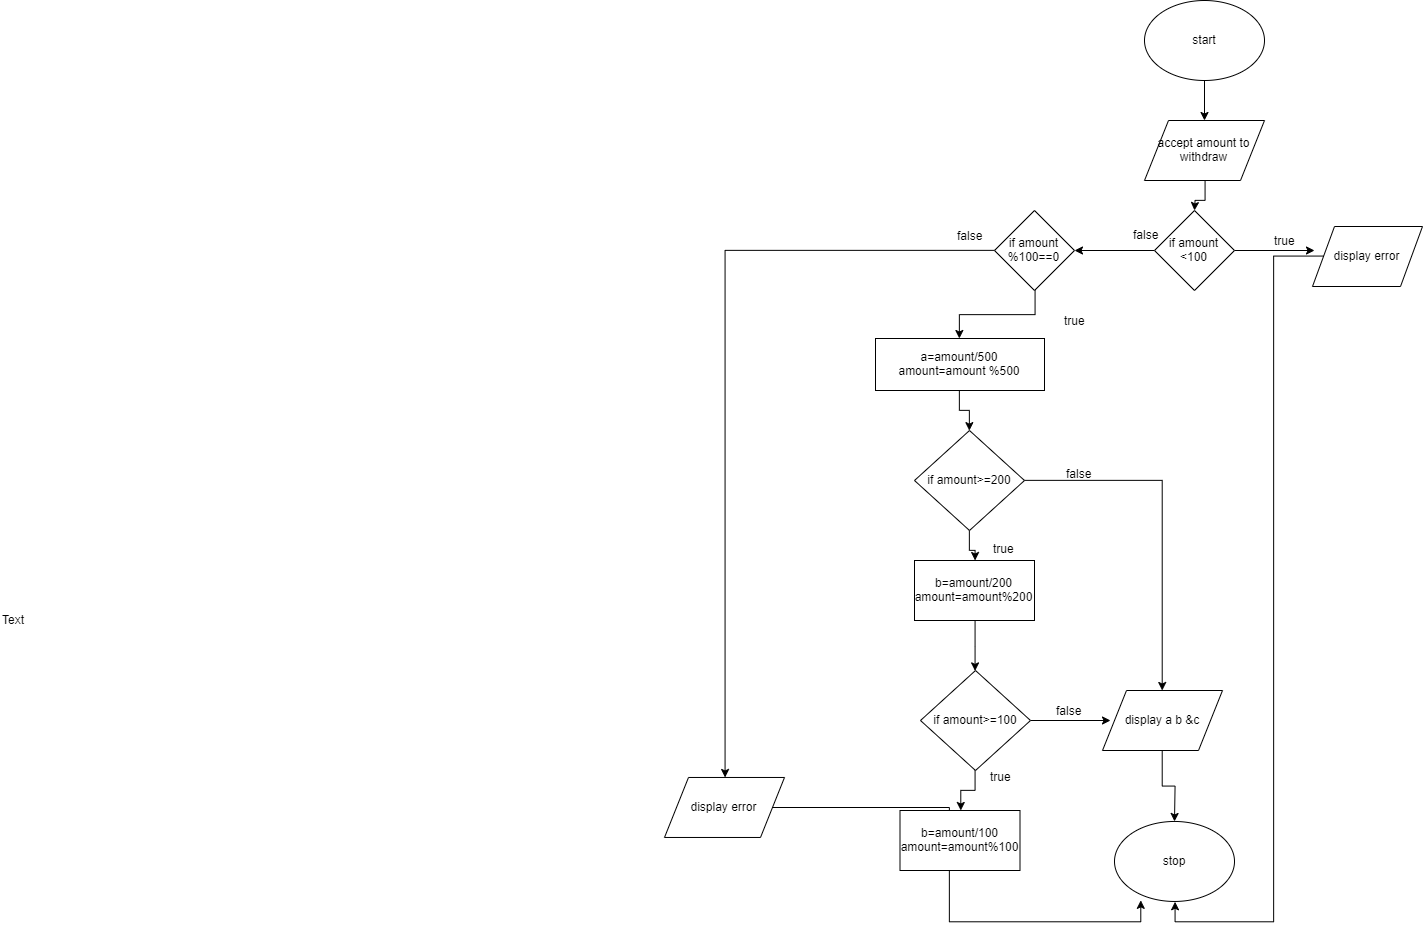 start
accept amount to
withdraw
if amount
<100
true
false
display error
if amount
%100==0
false
true
a=amount/500
amount=amount %500
if amount>=200
false
true
b=amount/200
amount=amount%200
Text
if amount>=100
false
display a b &c
true
display error
b=amount/100
amount=amount%100
stop